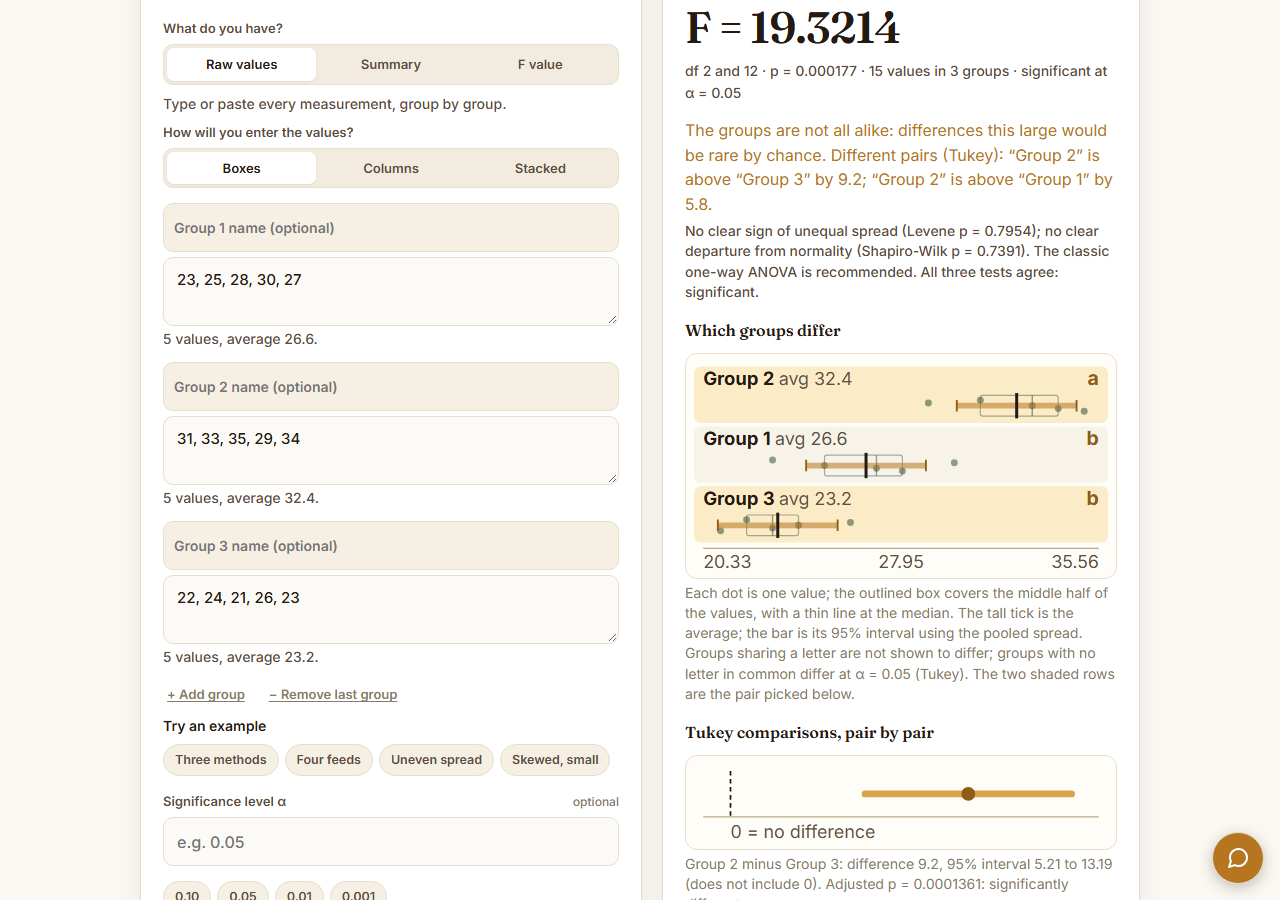 What do you have?
Raw values
Summary
F value
Type or paste every measurement, group by group.
How will you enter the values?
Boxes
Columns
Stacked
Group 1 name (optional)
23, 25, 28, 30, 27
5 values, average 26.6.
Group 2 name (optional)
31, 33, 35, 29, 34
5 values, average 32.4.
Group 3 name (optional)
22, 24, 21, 26, 23
5 values, average 23.2.
+ Add group
− Remove last group
Try an example
Three methods
Four feeds
Uneven spread
Skewed, small
Significance level α
optional
e.g. 0.05
0.10
0.05
0.01
0.001
F = 19.3214
df 2 and 12 · p = 0.000177 · 15 values in 3 groups · significant at
α = 0.05
The groups are not all alike: differences this large would
be rare by chance. Different pairs (Tukey): “Group 2” is
above “Group 3” by 9.2; “Group 2” is above “Group 1” by
5.8.
No clear sign of unequal spread (Levene p = 0.7954); no clear
departure from normality (Shapiro-Wilk p = 0.7391). The classic
one-way ANOVA is recommended. All three tests agree:
significant.
Which groups differ
Group 2 avg 32.4
a
Group 1 avg 26.6
b
Group 3 avg 23.2
b
20.33
27.95
35.56
Each dot is one value; the outlined box covers the middle half of
the values, with a thin line at the median. The tall tick is the
average; the bar is its 95% interval using the pooled spread.
Groups sharing a letter are not shown to differ; groups with no
letter in common differ at α = 0.05 (Tukey). The two shaded rows
are the pair picked below.
Tukey comparisons, pair by pair
0 = no difference
Group 2 minus Group 3: difference 9.2, 95% interval 5.21 to 13.19
(does not include 0). Adjusted p = 0.0001361: significantly